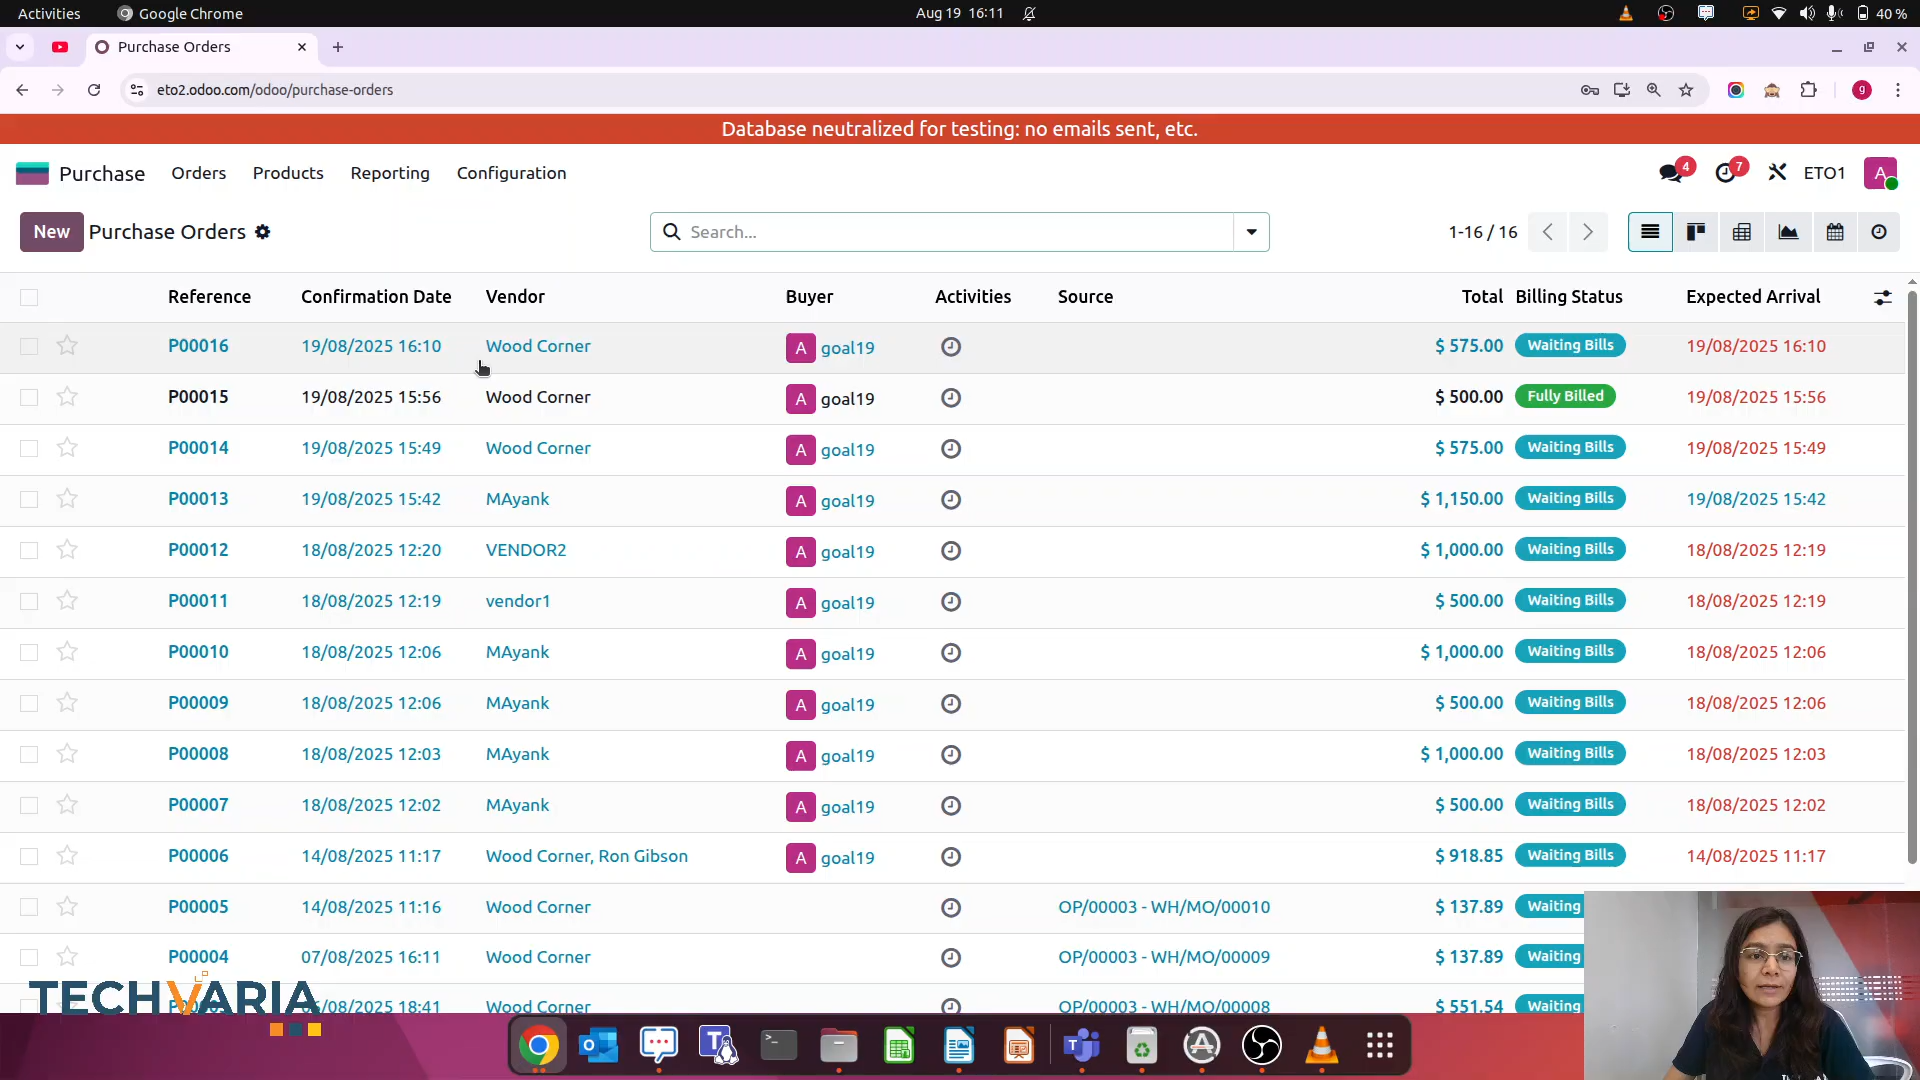 Activities Google Chrome Aug 19 16:11 40 %
Purchase Orders
eto2.odoo.com/odoo/purchase-orders g
Database neutralized for testing: no emails sent, etc.
Purchase Orders Products Reporting Configuration 4 7 ETO1 A
New Purchase Orders Search... 1-16 / 16
Reference Confirmation Date Vendor Buyer Activities Source Total Billing Status Expected Arrival
P00016 19/08/2025 16:10 Wood Corner A goal19 $ 575.00 Waiting Bills 19/08/2025 16:10
P00015 19/08/2025 15:56 Wood Corner A goal19 $ 500.00 Fully Billed 19/08/2025 15:56
P00014 19/08/2025 15:49 Wood Corner A goal19 $ 575.00 Waiting Bills 19/08/2025 15:49
P00013 19/08/2025 15:42 MAyank A goal19 $ 1,150.00 Waiting Bills 19/08/2025 15:42
P00012 18/08/2025 12:20 VENDOR2 A goal19 $ 1,000.00 Waiting Bills 18/08/2025 12:19
P00011 18/08/2025 12:19 vendor1 A goal19 $ 500.00 Waiting Bills 18/08/2025 12:19
P00010 18/08/2025 12:06 MAyank A goal19 $ 1,000.00 Waiting Bills 18/08/2025 12:06
P00009 18/08/2025 12:06 MAyank A goal19 $ 500.00 Waiting Bills 18/08/2025 12:06
P00008 18/08/2025 12:03 MAyank A goal19 $ 1,000.00 Waiting Bills 18/08/2025 12:03
P00007 18/08/2025 12:02 MAyank A goal19 $ 500.00 Waiting Bills 18/08/2025 12:02
P00006 14/08/2025 11:17 Wood Corner, Ron Gibson A goal19 $ 918.85 Waiting Bills 14/08/2025 11:17
P00005 14/08/2025 11:16 Wood Corner OP/00003 - WH/MO/00010 $ 137.89 Waiting
P00004 07/08/2025 16:11 Wood Corner OP/00003 - WH/MO/00009 $ 137.89 Waiting
/08/2025 18:41 Wood Corner OP/00003 - WH/MO/00008 $ 551.54 Waiting
TECHVARIA